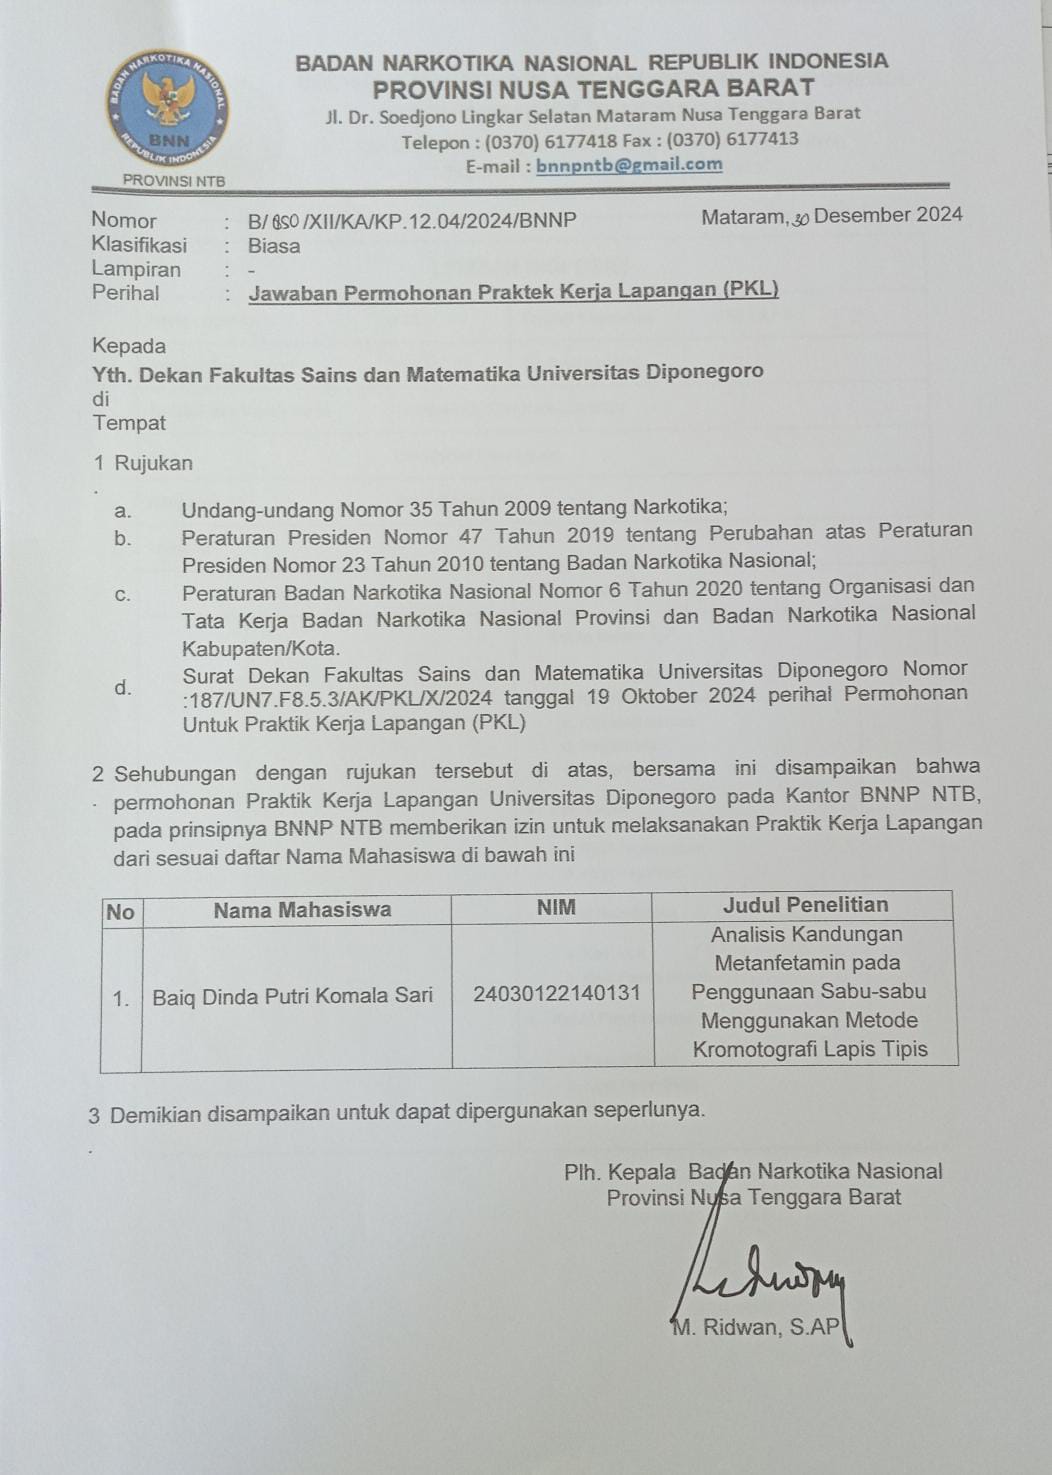 BADAN NARKOTIKA NASIONAL
BNN
REPUBLIK INDONESIA
PROVINSI NTB
BADAN NARKOTIKA NASIONAL REPUBLIK INDONESIA
PROVINSI NUSA TENGGARA BARAT
Jl. Dr. Soedjono Lingkar Selatan Mataram Nusa Tenggara Barat
Telepon : (0370) 6177418 Fax : (0370) 6177413
E-mail : bnnpntb@gmail.com
Nomor : B/ /XII/KA/KP.12.04/2024/BNNP Mataram, 30 Desember 2024
Klasifikasi : Biasa
Lampiran : -
Perihal : Jawaban Permohonan Praktek Kerja Lapangan (PKL)
Kepada
Yth. Dekan Fakultas Sains dan Matematika Universitas Diponegoro
di
Tempat
1 Rujukan
.
a. Undang-undang Nomor 35 Tahun 2009 tentang Narkotika;
b. Peraturan Presiden Nomor 47 Tahun 2019 tentang Perubahan atas Peraturan
Presiden Nomor 23 Tahun 2010 tentang Badan Narkotika Nasional;
c. Peraturan Badan Narkotika Nasional Nomor 6 Tahun 2020 tentang Organisasi dan
Tata Kerja Badan Narkotika Nasional Provinsi dan Badan Narkotika Nasional
Kabupaten/Kota.
d. Surat Dekan Fakultas Sains dan Matematika Universitas Diponegoro Nomor
:187/UN7.F8.5.3/AK/PKL/X/2024 tanggal 19 Oktober 2024 perihal Permohonan
Untuk Praktik Kerja Lapangan (PKL)
2 Sehubungan dengan rujukan tersebut di atas, bersama ini disampaikan bahwa
. permohonan Praktik Kerja Lapangan Universitas Diponegoro pada Kantor BNNP NTB,
pada prinsipnya BNNP NTB memberikan izin untuk melaksanakan Praktik Kerja Lapangan
dari sesuai daftar Nama Mahasiswa di bawah ini
No Nama Mahasiswa NIM Judul Penelitian
1. Baiq Dinda Putri Komala Sari 24030122140131 Analisis Kandungan
Metanfetamin pada
Penggunaan Sabu-sabu
Menggunakan Metode
Kromotografi Lapis Tipis
3 Demikian disampaikan untuk dapat dipergunakan seperlunya.
.
Plh. Kepala Badan Narkotika Nasional
Provinsi Nusa Tenggara Barat
M. Ridwan, S.AP